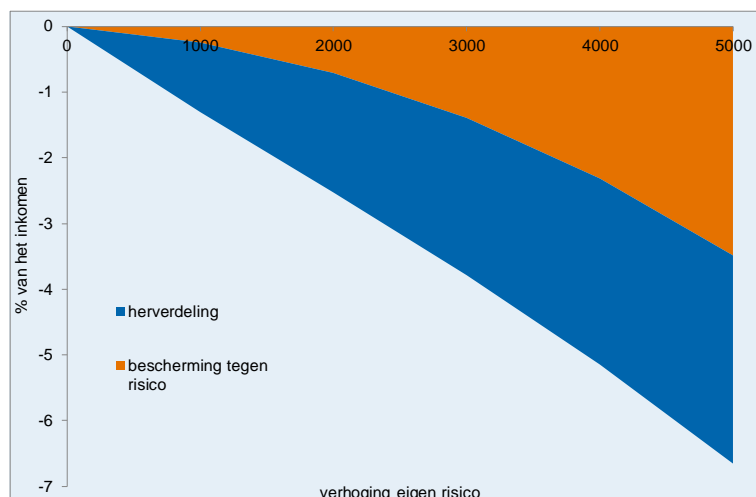 0
0 1000 2000 3000 4000 5000
-1
-2
-3
-4
-5
-6
-7
% van het inkomen
herverdeling
bescherming tegen
risico
verhoging eigen risico